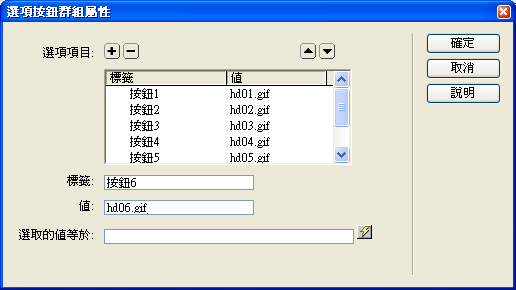 選項按鈕群組屬性
選項項目:
標籤 值
按鈕1 hd01.gif
按鈕2 hd02.gif
按鈕3 hd03.gif
按鈕4 hd04.gif
按鈕5 hd05.gif
標籤: 按鈕6
值: hd06.gif
選取的值等於:
確定
取消
說明